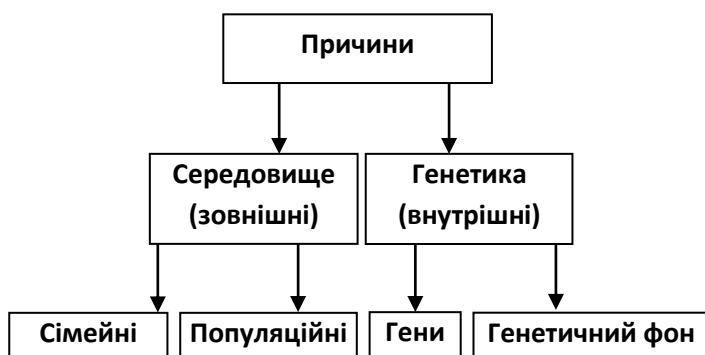 Причини
Середовище
(зовнішні)
Генетика
(внутрішні)
Сімейні
Популяційні
Гени
Генетичний фон